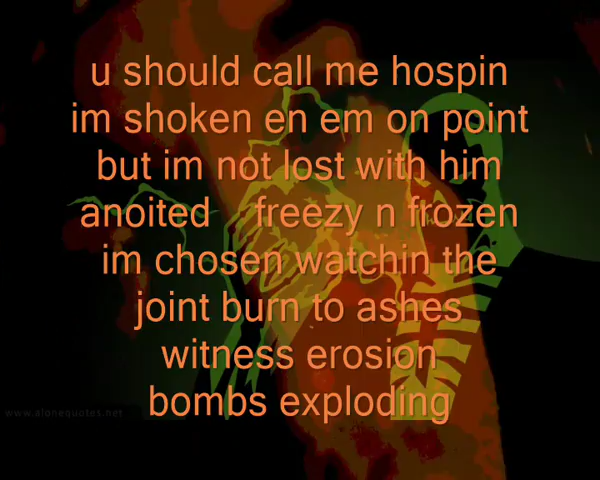 u should call me hospin
im shoken en em on point
but im not lost with him
anoited freezy n frozen
im chosen watchin the
joint burn to ashes
witness erosion
bombs exploding
www.alonequotes.net